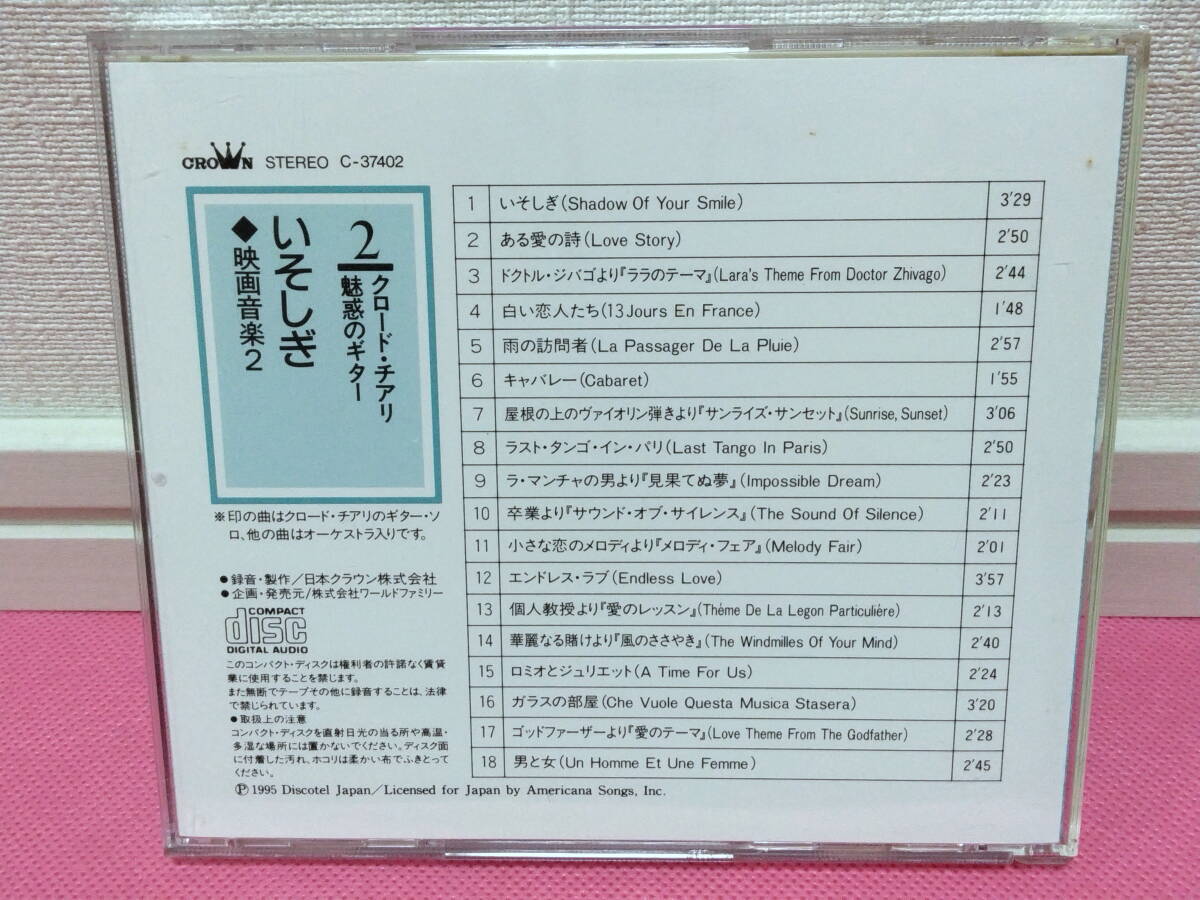 CROWN STEREO C-37402
2
クロード・チアリ
魅惑のギター
いそしぎ
◆映画音楽2
※印の曲はクロード・チアリのギター・ソ
ロ、他の曲はオーケストラ入りです。
●録音・製作/日本クラウン株式会社
●企画・発売元/株式会社ワールドファミリー
COMPACT
disc
DIGITAL AUDIO
このコンパクト・ディスクは権利者の許諾なく賃貸
業に使用することを禁じます。
また無断でテープその他に録音することは、法律
で禁じられています。
●取扱上の注意
コンパクト・ディスクを直射日光の当る所や高温・
多湿な場所には置かないでください。ディスク面
に付着した汚れ、ホコリは柔かい布でふきとって
ください。
1 いそしぎ(Shadow Of Your Smile) 3'29
2 ある愛の詩(Love Story) 2'50
3 ドクトル・ジバゴより『ララのテーマ』(Lara's Theme From Doctor Zhivago) 2'44
4 白い恋人たち(13 Jours En France) 1'48
5 雨の訪問者(La Passager De La Pluie) 2'57
6 キャバレー(Cabaret) 1'55
7 屋根の上のヴァイオリン弾きより『サンライズ・サンセット』(Sunrise, Sunset) 3'06
8 ラスト・タンゴ・イン・パリ(Last Tango In Paris) 2'50
9 ラ・マンチャの男より『見果てぬ夢』(Impossible Dream) 2'23
10 卒業より『サウンド・オブ・サイレンス』(The Sound Of Silence) 2'11
11 小さな恋のメロディより『メロディ・フェア』(Melody Fair) 2'01
12 エンドレス・ラブ(Endless Love) 3'57
13 個人教授より『愛のレッスン』(Théme De La Legon Particuliére) 2'13
14 華麗なる賭けより『風のささやき』(The Windmilles Of Your Mind) 2'40
15 ロミオとジュリエット(A Time For Us) 2'24
16 ガラスの部屋(Che Vuole Questa Musica Stasera) 3'20
17 ゴッドファーザーより『愛のテーマ』(Love Theme From The Godfather) 2'28
18 男と女(Un Homme Et Une Femme) 2'45
Ⓟ 1995 Discotel Japan/Licensed for Japan by Americana Songs, Inc.